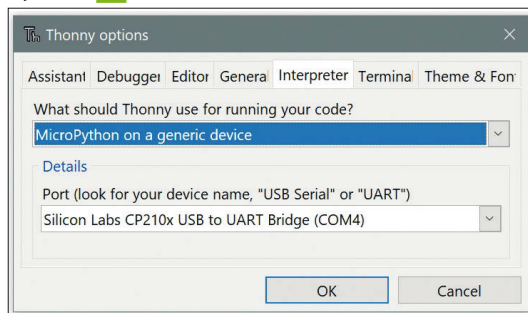 Thonny options
Assistant Debugger Editor General Interpreter Terminal Theme & Font
What should Thonny use for running your code?
MicroPython on a generic device
Details
Port (look for your device name, "USB Serial" or "UART")
Silicon Labs CP210x USB to UART Bridge (COM4)
OK Cancel